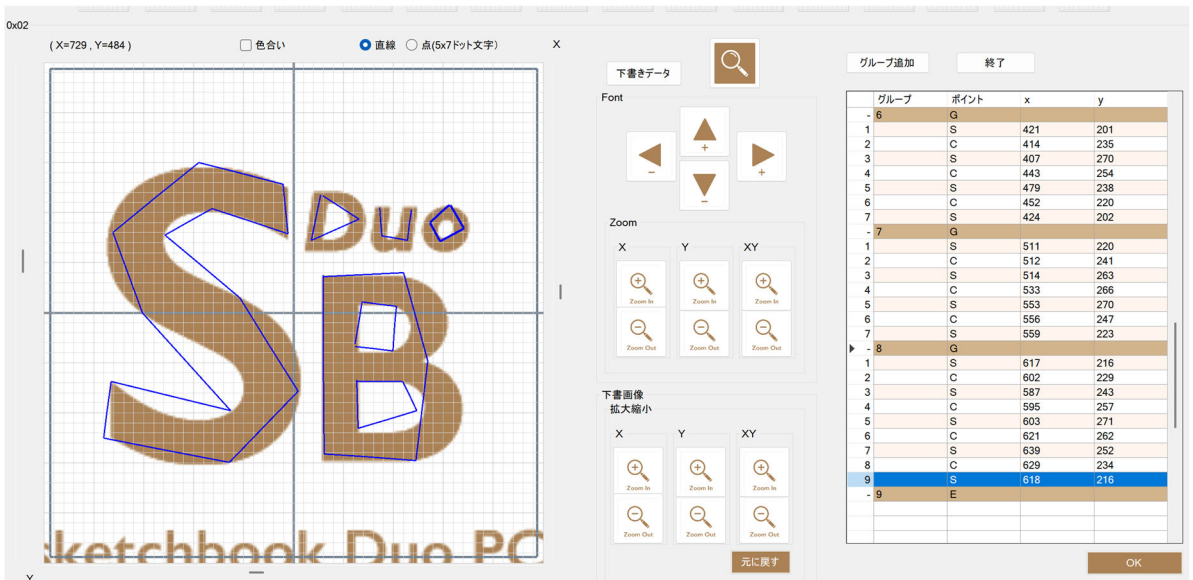 0x02
( X=729 , Y=484 )
色合い
直線
点(5x7ドット文字)
X
Duo
SB
sketchbook Duo PC
Y
下書きデータ
Font
+
-
+
-
Zoom
X Y XY
Zoom In Zoom In Zoom In
Zoom Out Zoom Out Zoom Out
下書画像
拡大縮小
X Y XY
Zoom In Zoom In Zoom In
Zoom Out Zoom Out Zoom Out
元に戻す
グループ追加
終了
グループ ポイント x y
- 6 G
1 S 421 201
2 C 414 235
3 S 407 270
4 C 443 254
5 S 479 238
6 C 452 220
7 S 424 202
- 7 G
1 S 511 220
2 C 512 241
3 S 514 263
4 C 533 266
5 S 553 270
6 C 556 247
7 S 559 223
- 8 G
1 S 617 216
2 C 602 229
3 S 587 243
4 C 595 257
5 S 603 271
6 C 621 262
7 S 639 252
8 C 629 234
9 S 618 216
- 9 E
OK